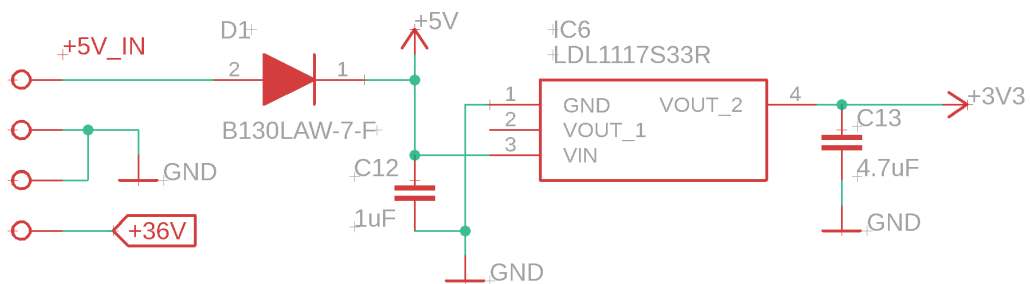 D1
+5V
IC6
LDL1117S33R
+5V_IN
2
1
B130LAW-7-F
1
GND
VOUT_2
4
+3V3
2
VOUT_1
3
VIN
C13
4.7uF
GND
C12
1uF
GND
+36V
GND